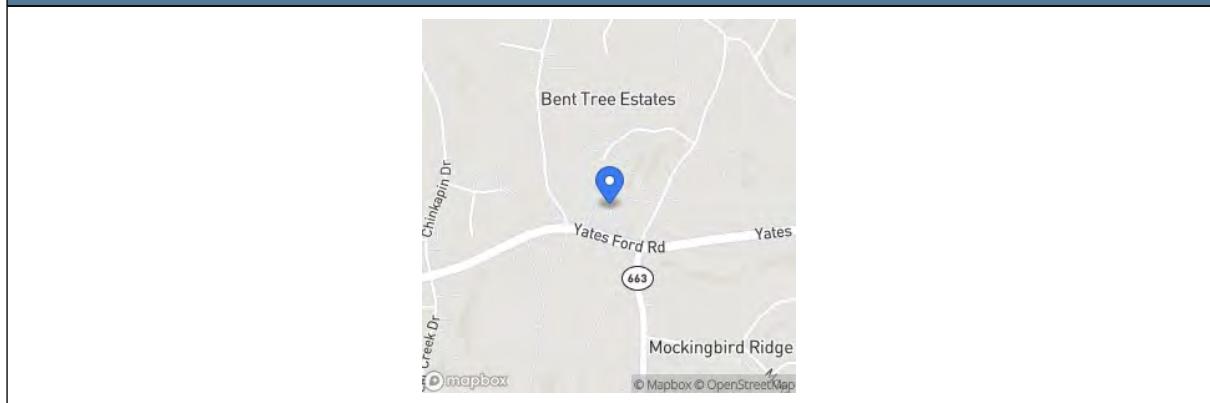 Bent Tree Estates
Chinkapin Dr
Yates Ford Rd
Yates
663
Creek Dr
Mockingbird Ridge
mapbox
© Mapbox © OpenStreetMap